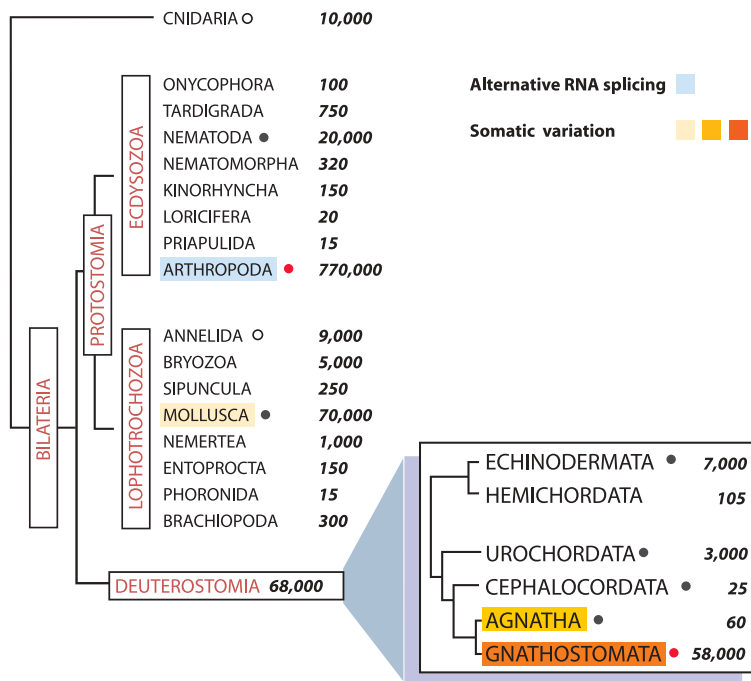 CNIDARIA 10,000
ONYCOPHORA 100
TARDIGRADA 750
NEMATODA 20,000
NEMATOMORPHA 320
KINORHYNCHA 150
LORICIFERA 20
PRIAPULIDA 15
ARTHROPODA 770,000
ECDYSOZOA
PROTOSTOMIA
BILATERIA
ANNELIDA 9,000
BRYOZOA 5,000
SIPUNCULA 250
MOLLUSCA 70,000
NEMERTEA 1,000
ENTOPROCTA 150
PHORONIDA 15
BRACHIOPODA 300
LOPHOTROCHOZOA
DEUTEROSTOMIA 68,000
Alternative RNA splicing
Somatic variation
ECHINODERMATA 7,000
HEMICHORDATA 105
UROCHORDATA 3,000
CEPHALOCORDATA 25
AGNATHA 60
GNATHOSTOMATA 58,000